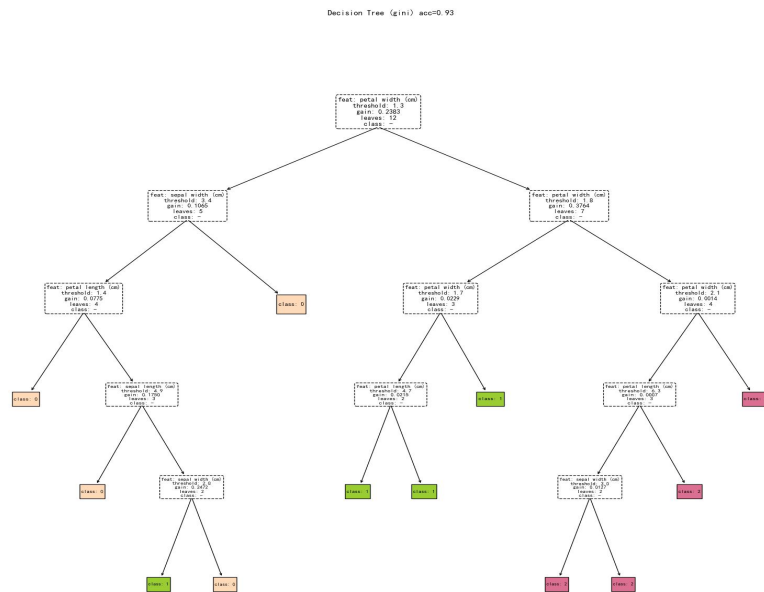 Decision Tree (gini) acc=0.93
feat: petal width (cm)
threshold: 1.3
gain: 0.2383
leaves: 12
class: -
feat: sepal width (cm)
threshold: 3.4
gain: 0.1065
leaves: 5
class: -
feat: petal width (cm)
threshold: 1.8
gain: 0.3764
leaves: 7
class: -
feat: petal length (cm)
threshold: 1.4
gain: 0.0775
leaves: 4
class: -
class: 0
feat: petal width (cm)
threshold: 1.7
gain: 0.0229
leaves: 3
class: -
feat: petal width (cm)
threshold: 2.1
gain: 0.0014
leaves: 4
class: -
class: 0
feat: sepal length (cm)
threshold: 4.9
gain: 0.1750
leaves: 3
class: -
feat: petal length (cm)
threshold: 4.7
gain: 0.0215
leaves: 2
class: -
class: 1
feat: petal length (cm)
threshold:
gain: 0.0007
leaves: 3
class: -
class:
class: 0
feat: sepal width (cm)
threshold: 2.8
gain: 0.2472
leaves: 2
class: -
class: 1
class: 1
feat: sepal width (cm)
threshold: 3.0
gain: 0.0127
leaves: 2
class: -
class: 2
class: 1
class: 0
class: 2
class: 2